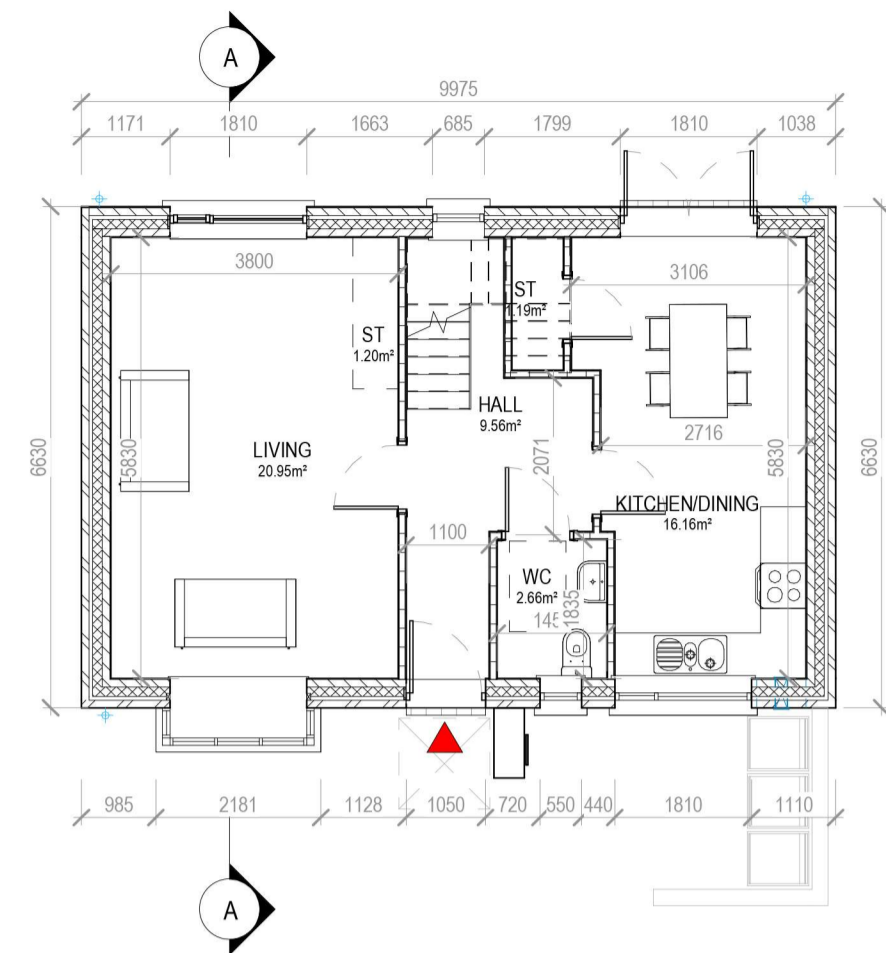 A
9975
1171 1810 1663 685 1799 1810 1038
3800
3106
ST
1.19m²
ST
1.20m²
HALL
9.56m²
2716
LIVING
20.95m²
6630
5830
2071
5830
6630
KITCHEN/DINING
16.16m²
1100
WC
2.66m²
1835
985 2181 1128 1050 720 550 440 1810 1110
A